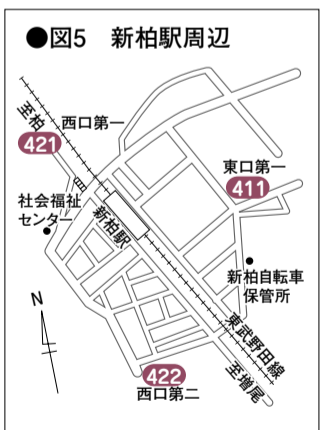 ●図5 新柏駅周辺
至柏
西口第一
421
東口第一
411
社会福祉
センター
新柏駅
新柏自転車
保管所
N
東武野田線
至増尾
422
西口第二